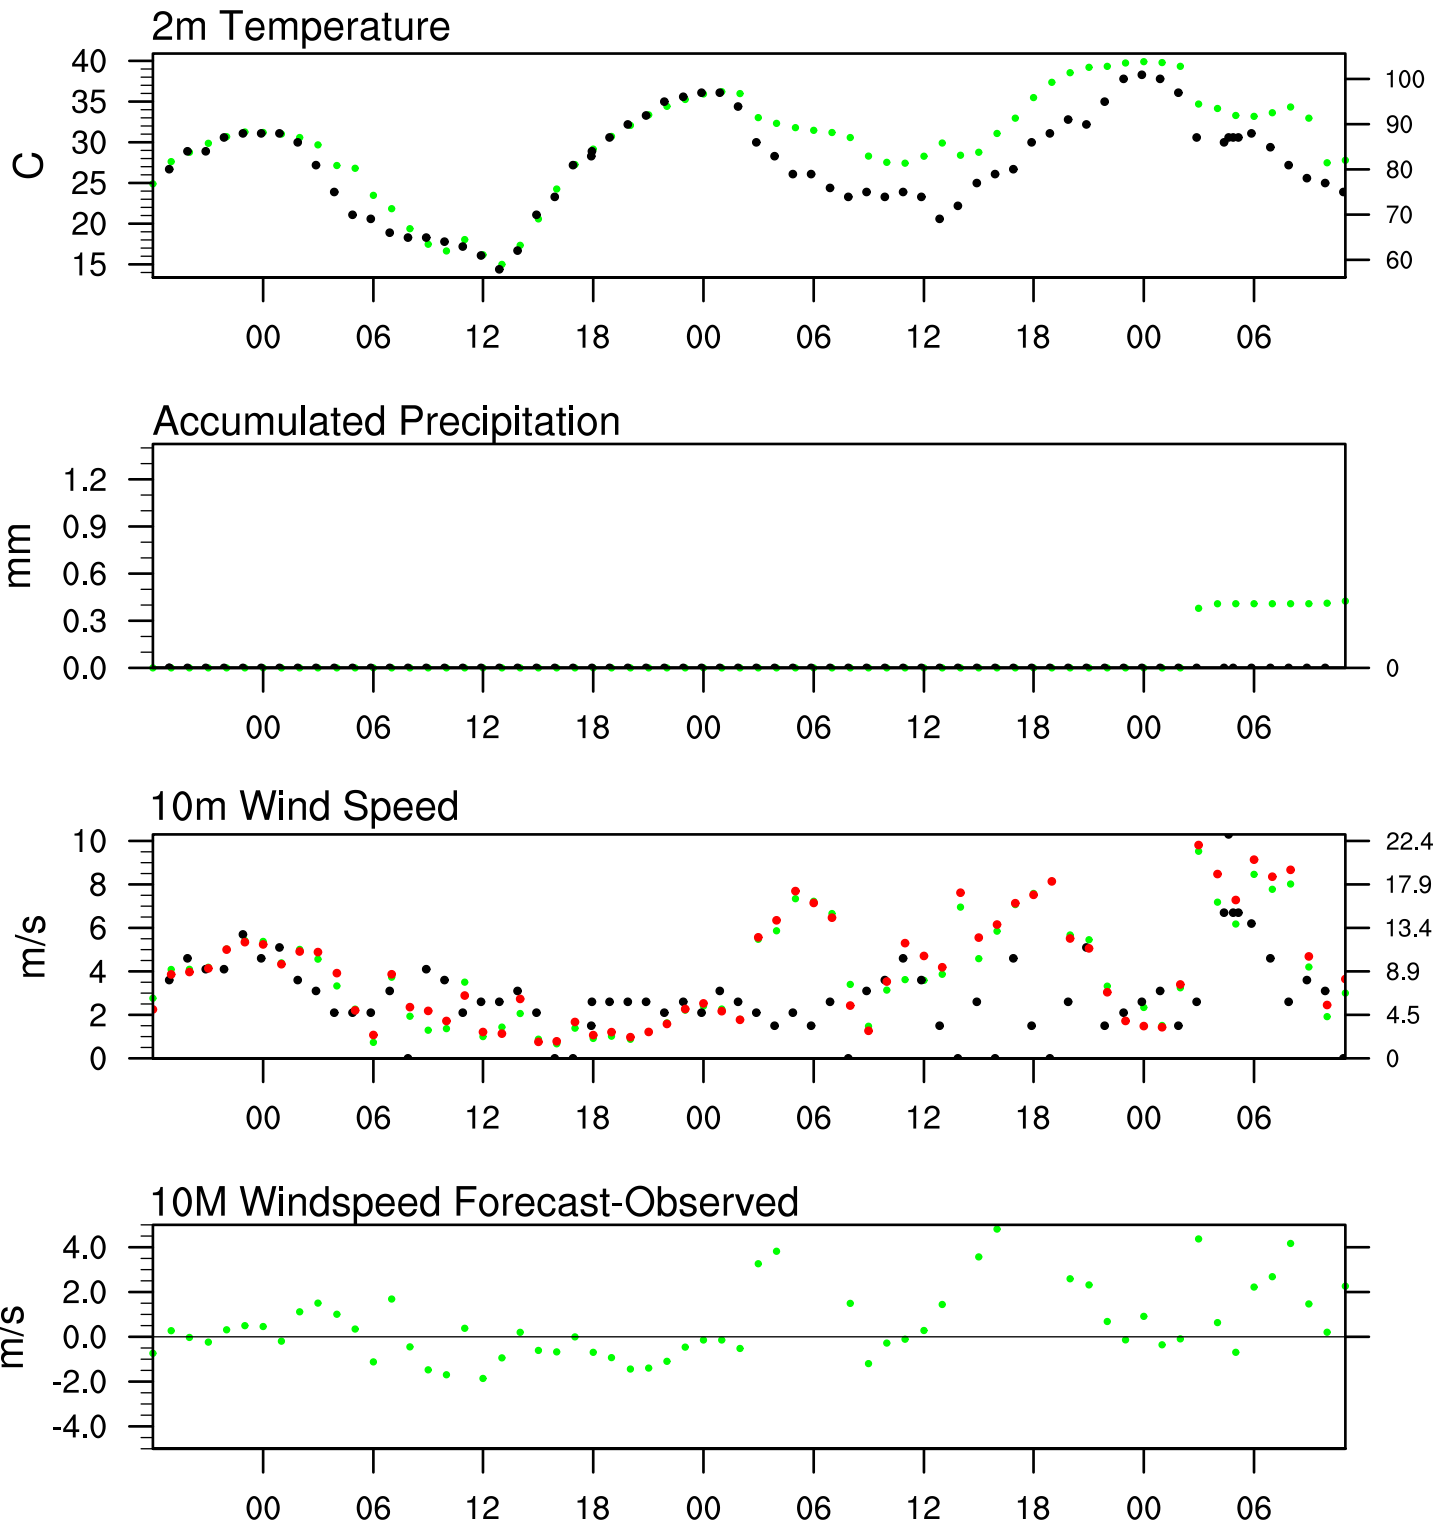 2m Temperature
40
35
30
25
20
15
C
100
90
80
70
60
00 06 12 18 00 06 12 18 00 06
Accumulated Precipitation
1.2
0.9
0.6
0.3
0.0
mm
0
00 06 12 18 00 06 12 18 00 06
10m Wind Speed
10
8
6
4
2
0
m/s
22.4
17.9
13.4
8.9
4.5
0
00 06 12 18 00 06 12 18 00 06
10M Windspeed Forecast-Observed
4.0
2.0
0.0
-2.0
-4.0
m/s
00 06 12 18 00 06 12 18 00 06